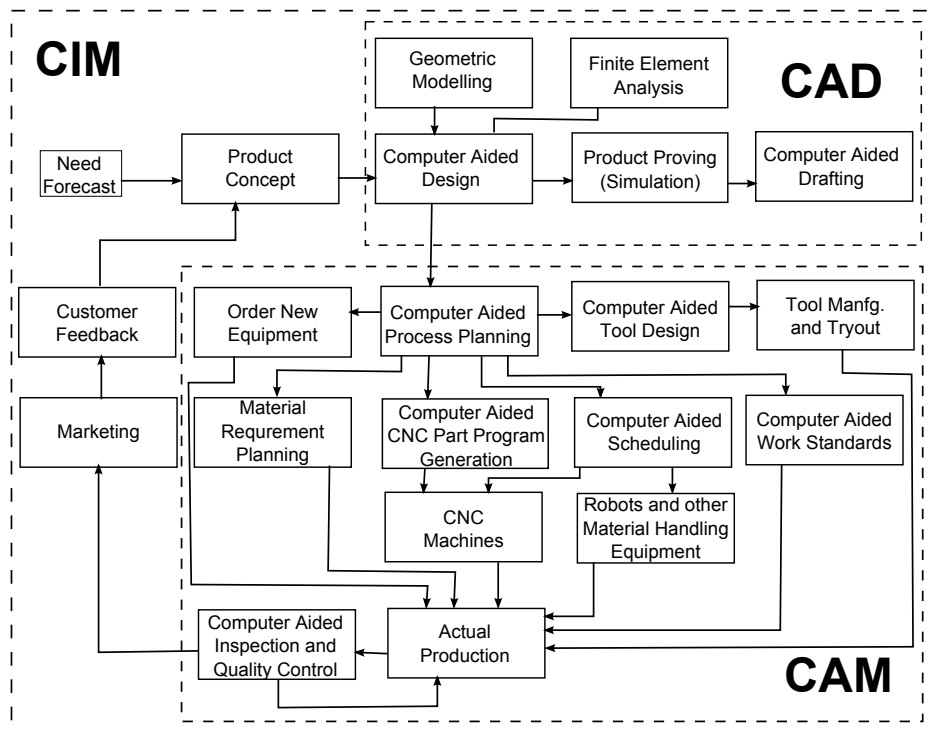 CIM
CAD
Geometric
Modelling
Finite Element
Analysis
Need
Forecast
Product
Concept
Computer Aided
Design
Product Proving
(Simulation)
Computer Aided
Drafting
Customer
Feedback
Order New
Equipment
Computer Aided
Process Planning
Computer Aided
Tool Design
Tool Manfg.
and Tryout
Marketing
Material
Requrement
Planning
Computer Aided
CNC Part Program
Generation
Computer Aided
Scheduling
Computer Aided
Work Standards
CNC
Machines
Robots and other
Material Handling
Equipment
Computer Aided
Inspection and
Quality Control
Actual
Production
CAM